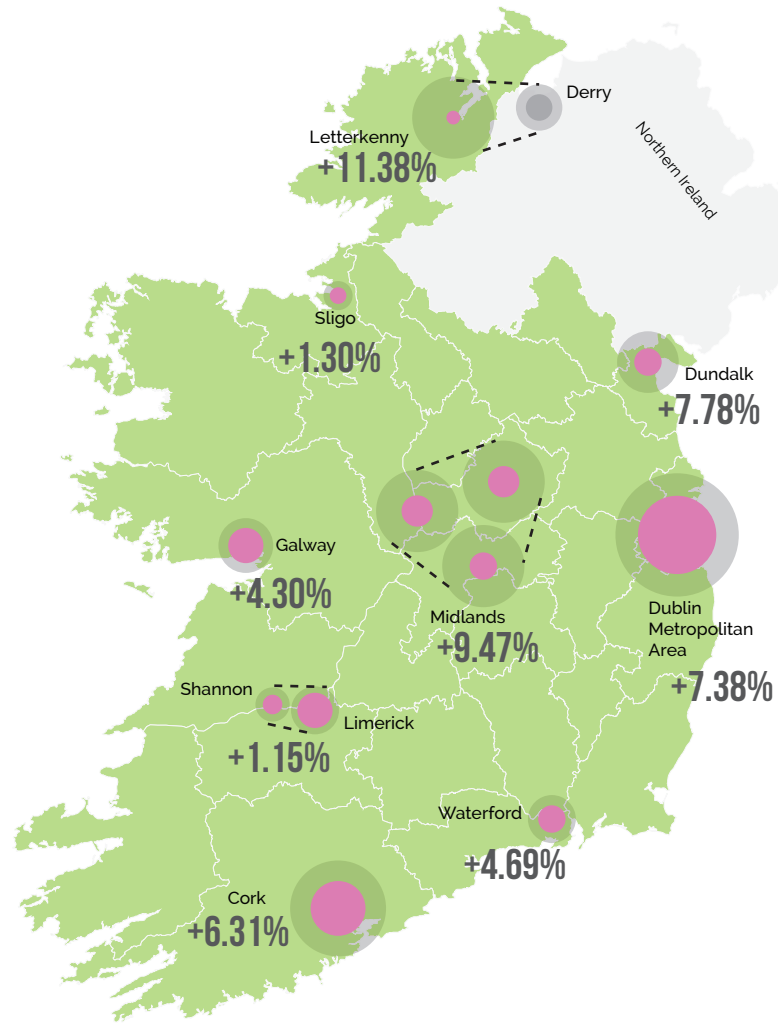 Derry
Northern Ireland
Letterkenny
+11.38%
Sligo
+1.30%
Dundalk
+7.78%
Galway
+4.30%
Midlands
+9.47%
Dublin
Metropolitan
Area
+7.38%
Shannon
Limerick
+1.15%
Waterford
+4.69%
Cork
+6.31%